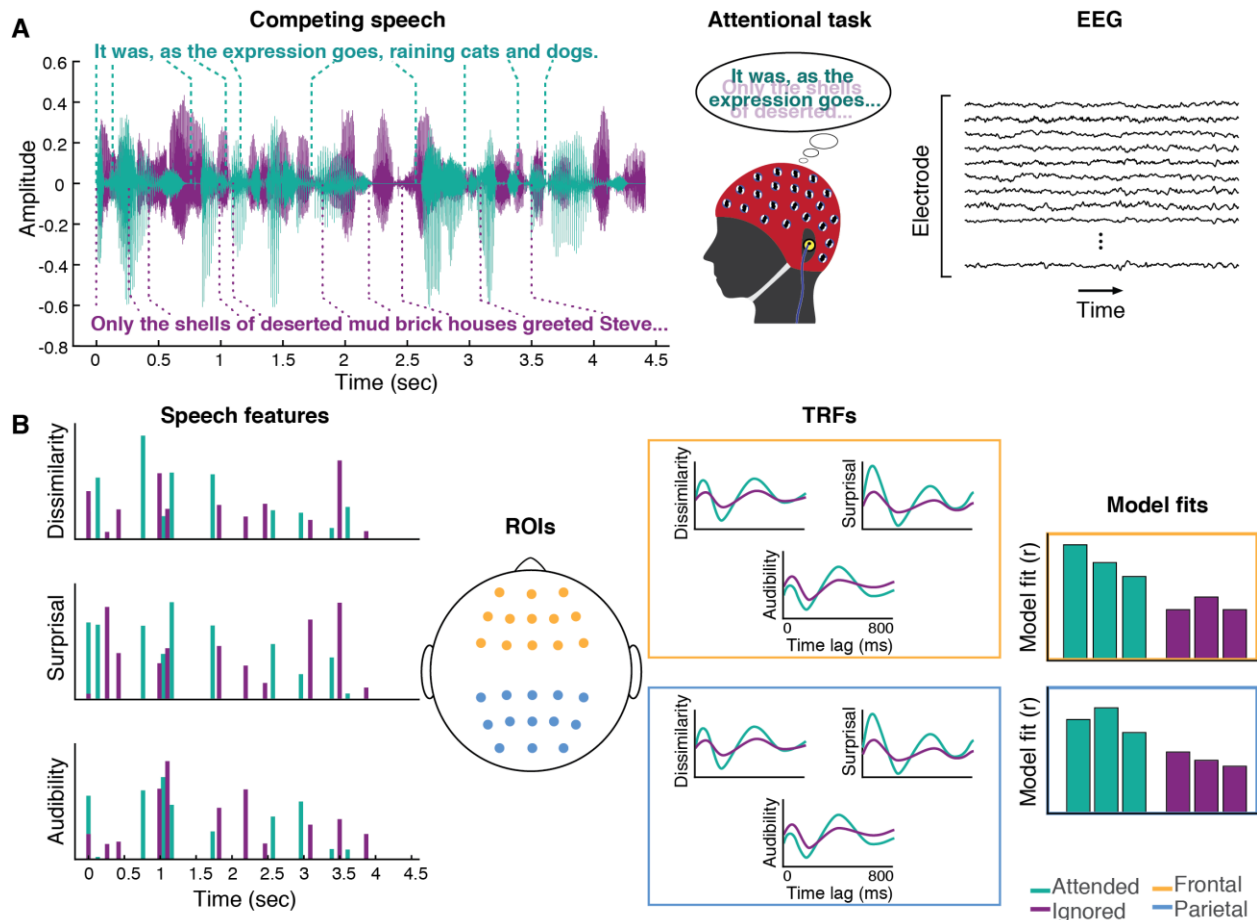 A
Competing speech
Attentional task
EEG
It was, as the expression goes, raining cats and dogs.
Amplitude
0.6
0.4
0.2
0
-0.2
-0.4
-0.6
-0.8
Only the shells of deserted mud brick houses greeted Steve...
0 0.5 1 1.5 2 2.5 3 3.5 4 4.5
Time (sec)
It was, as the
Only the shells
expression goes...
of deserted...
Electrode
Time
B
Speech features
Dissimilarity
Surprisal
Audibility
0 0.5 1 1.5 2 2.5 3 3.5 4 4.5
Time (sec)
ROIs
TRFs
Dissimilarity
Surprisal
Audibility
0 800
Time lag (ms)
Dissimilarity
Surprisal
Audibility
0 800
Time lag (ms)
Model fits
Model fit (r)
Model fit (r)
Attended
Frontal
Ignored
Parietal